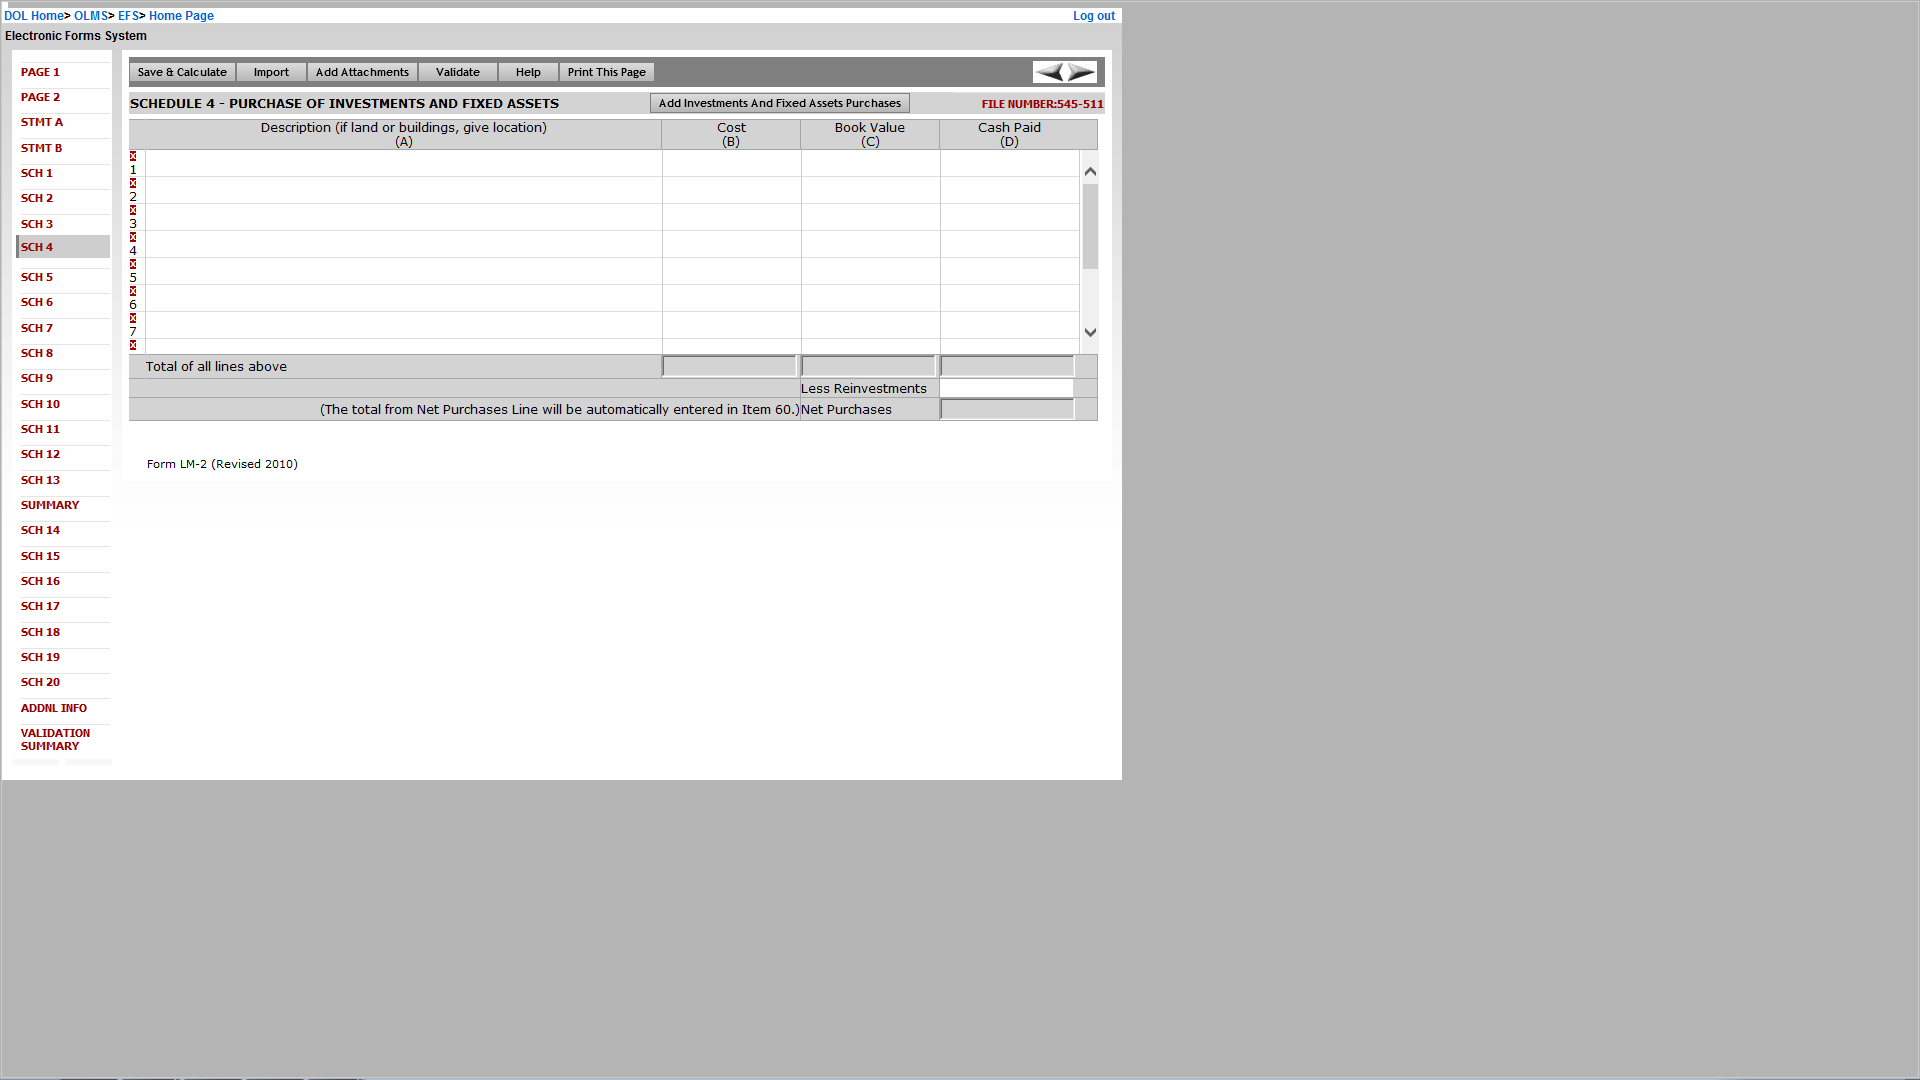 DOL Home> OLMS> EFS> Home Page
Log out
Electronic Forms System
PAGE 1
PAGE 2
STMT A
STMT B
SCH 1
SCH 2
SCH 3
SCH 4
SCH 5
SCH 6
SCH 7
SCH 8
SCH 9
SCH 10
SCH 11
SCH 12
SCH 13
SUMMARY
SCH 14
SCH 15
SCH 16
SCH 17
SCH 18
SCH 19
SCH 20
ADDNL INFO
VALIDATION
SUMMARY
Save & Calculate Import Add Attachments Validate Help Print This Page
SCHEDULE 4 - PURCHASE OF INVESTMENTS AND FIXED ASSETS
Add Investments And Fixed Assets Purchases
FILE NUMBER:545-511
Description (if land or buildings, give location)
(A)
Cost
(B)
Book Value
(C)
Cash Paid
(D)
X
1
X
2
X
3
X
4
X
5
X
6
X
7
X
Total of all lines above
Less Reinvestments
(The total from Net Purchases Line will be automatically entered in Item 60.)
Net Purchases
Form LM-2 (Revised 2010)